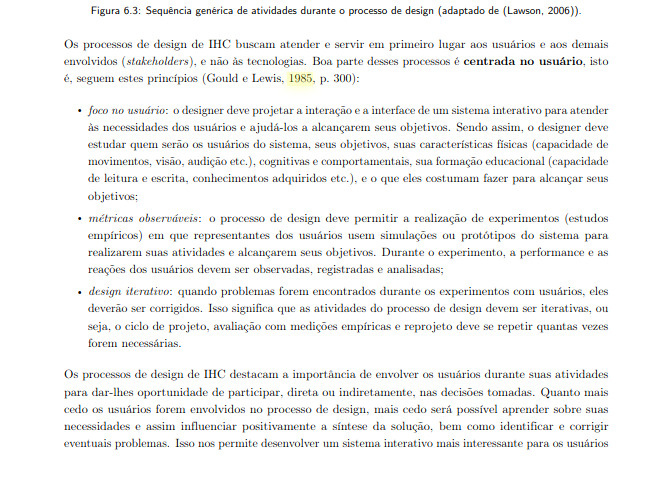 Figura 6.3: Sequência genérica de atividades durante o processo de design (adaptado de (Lawson, 2006)).
Os processos de design de IHC buscam atender e servir em primeiro lugar aos usuários e aos demais
envolvidos (stakeholders), e não às tecnologias. Boa parte desses processos é centrada no usuário, isto
é, seguem estes princípios (Gould e Lewis, 1985, p. 300):
• foco no usuário: o designer deve projetar a interação e a interface de um sistema interativo para atender
às necessidades dos usuários e ajudá-los a alcançarem seus objetivos. Sendo assim, o designer deve
estudar quem serão os usuários do sistema, seus objetivos, suas características físicas (capacidade de
movimentos, visão, audição etc.), cognitivas e comportamentais, sua formação educacional (capacidade
de leitura e escrita, conhecimentos adquiridos etc.), e o que eles costumam fazer para alcançar seus
objetivos;
• métricas observáveis: o processo de design deve permitir a realização de experimentos (estudos
empíricos) em que representantes dos usuários usem simulações ou protótipos do sistema para
realizarem suas atividades e alcançarem seus objetivos. Durante o experimento, a performance e as
reações dos usuários devem ser observadas, registradas e analisadas;
• design iterativo: quando problemas forem encontrados durante os experimentos com usuários, eles
deverão ser corrigidos. Isso significa que as atividades do processo de design devem ser iterativas, ou
seja, o ciclo de projeto, avaliação com medições empíricas e reprojeto deve se repetir quantas vezes
forem necessárias.
Os processos de design de IHC destacam a importância de envolver os usuários durante suas atividades
para dar-lhes oportunidade de participar, direta ou indiretamente, nas decisões tomadas. Quanto mais
cedo os usuários forem envolvidos no processo de design, mais cedo será possível aprender sobre suas
necessidades e assim influenciar positivamente a síntese da solução, bem como identificar e corrigir
eventuais problemas. Isso nos permite desenvolver um sistema interativo mais interessante para os usuários